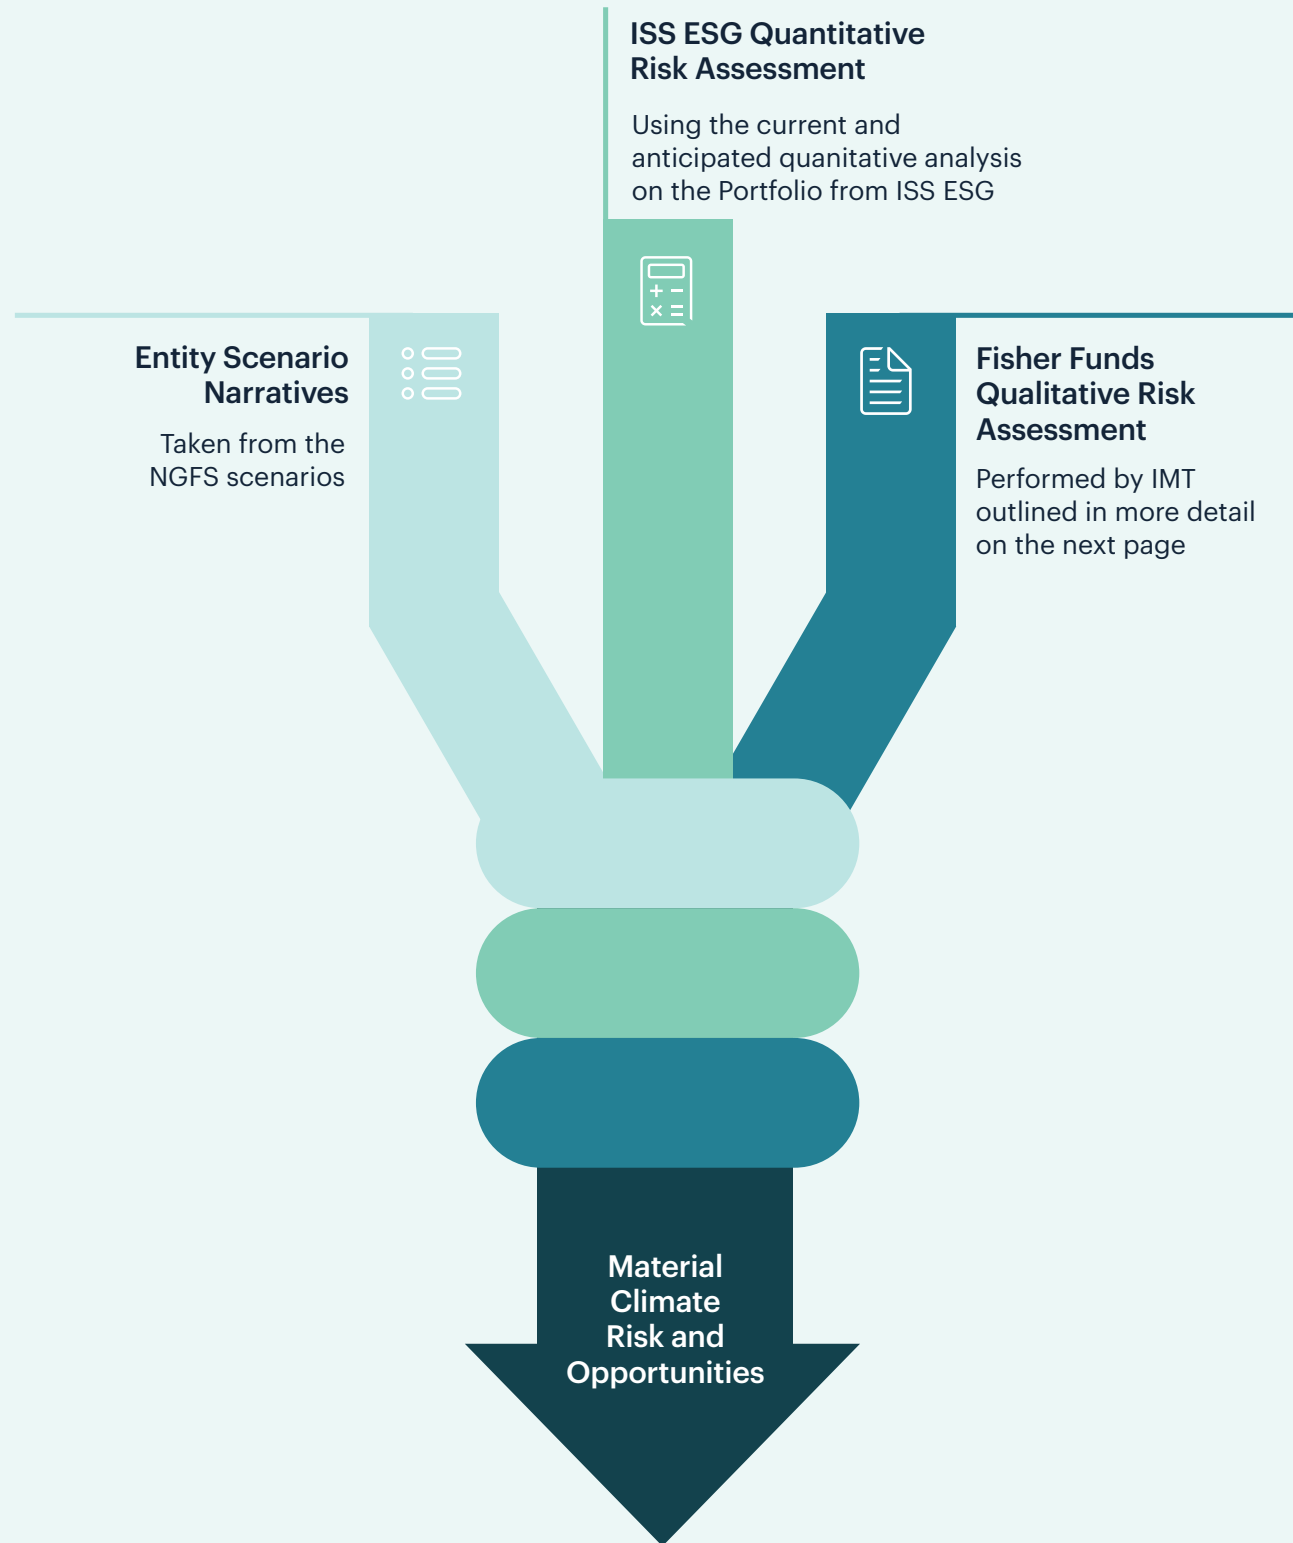 ISS ESG Quantitative
Risk Assessment
Using the current and
anticipated quanitative analysis
on the Portfolio from ISS ESG
Entity Scenario
Narratives
Taken from the
NGFS scenarios
Fisher Funds
Qualitative Risk
Assessment
Performed by IMT
outlined in more detail
on the next page
Material
Climate
Risk and
Opportunities